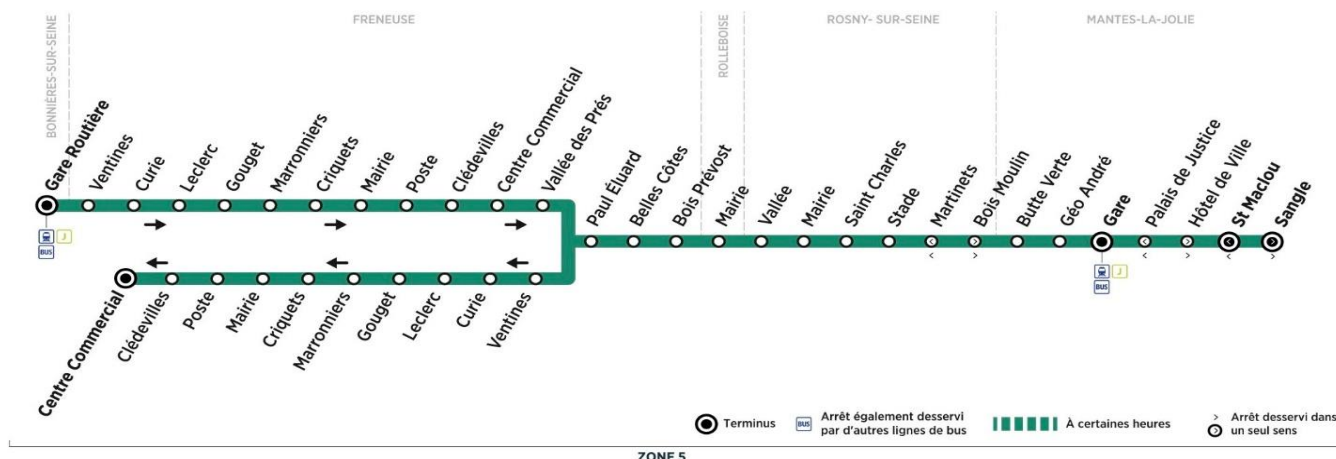 BONNIÈRES-SUR-SEINE
FRENEUSE
ROLLEBOISE
ROSNY- SUR-SEINE
MANTES-LA-JOLIE
Gare Routière
Ventines
Curie
Leclerc
Gouget
Marronniers
Criquets
Mairie
Poste
Clédevilles
Centre Commercial
Vallée des Prés
Paul Éluard
Belles Côtes
Bois Prévost
Mairie
Vallée
Mairie
Saint Charles
Stade
Martinets
Bois Moulin
Butte Verte
Géo André
Gare
Palais de Justice
Hôtel de Ville
St Maclou
Sangle
J
BUS
J
BUS
Centre Commercial
Clédevilles
Poste
Mairie
Criquets
Marronniers
Gouget
Leclerc
Curie
Ventines
Terminus
BUS
Arrêt également desservi
par d'autres lignes de bus
À certaines heures
Arrêt desservi dans
un seul sens
ZONE 5